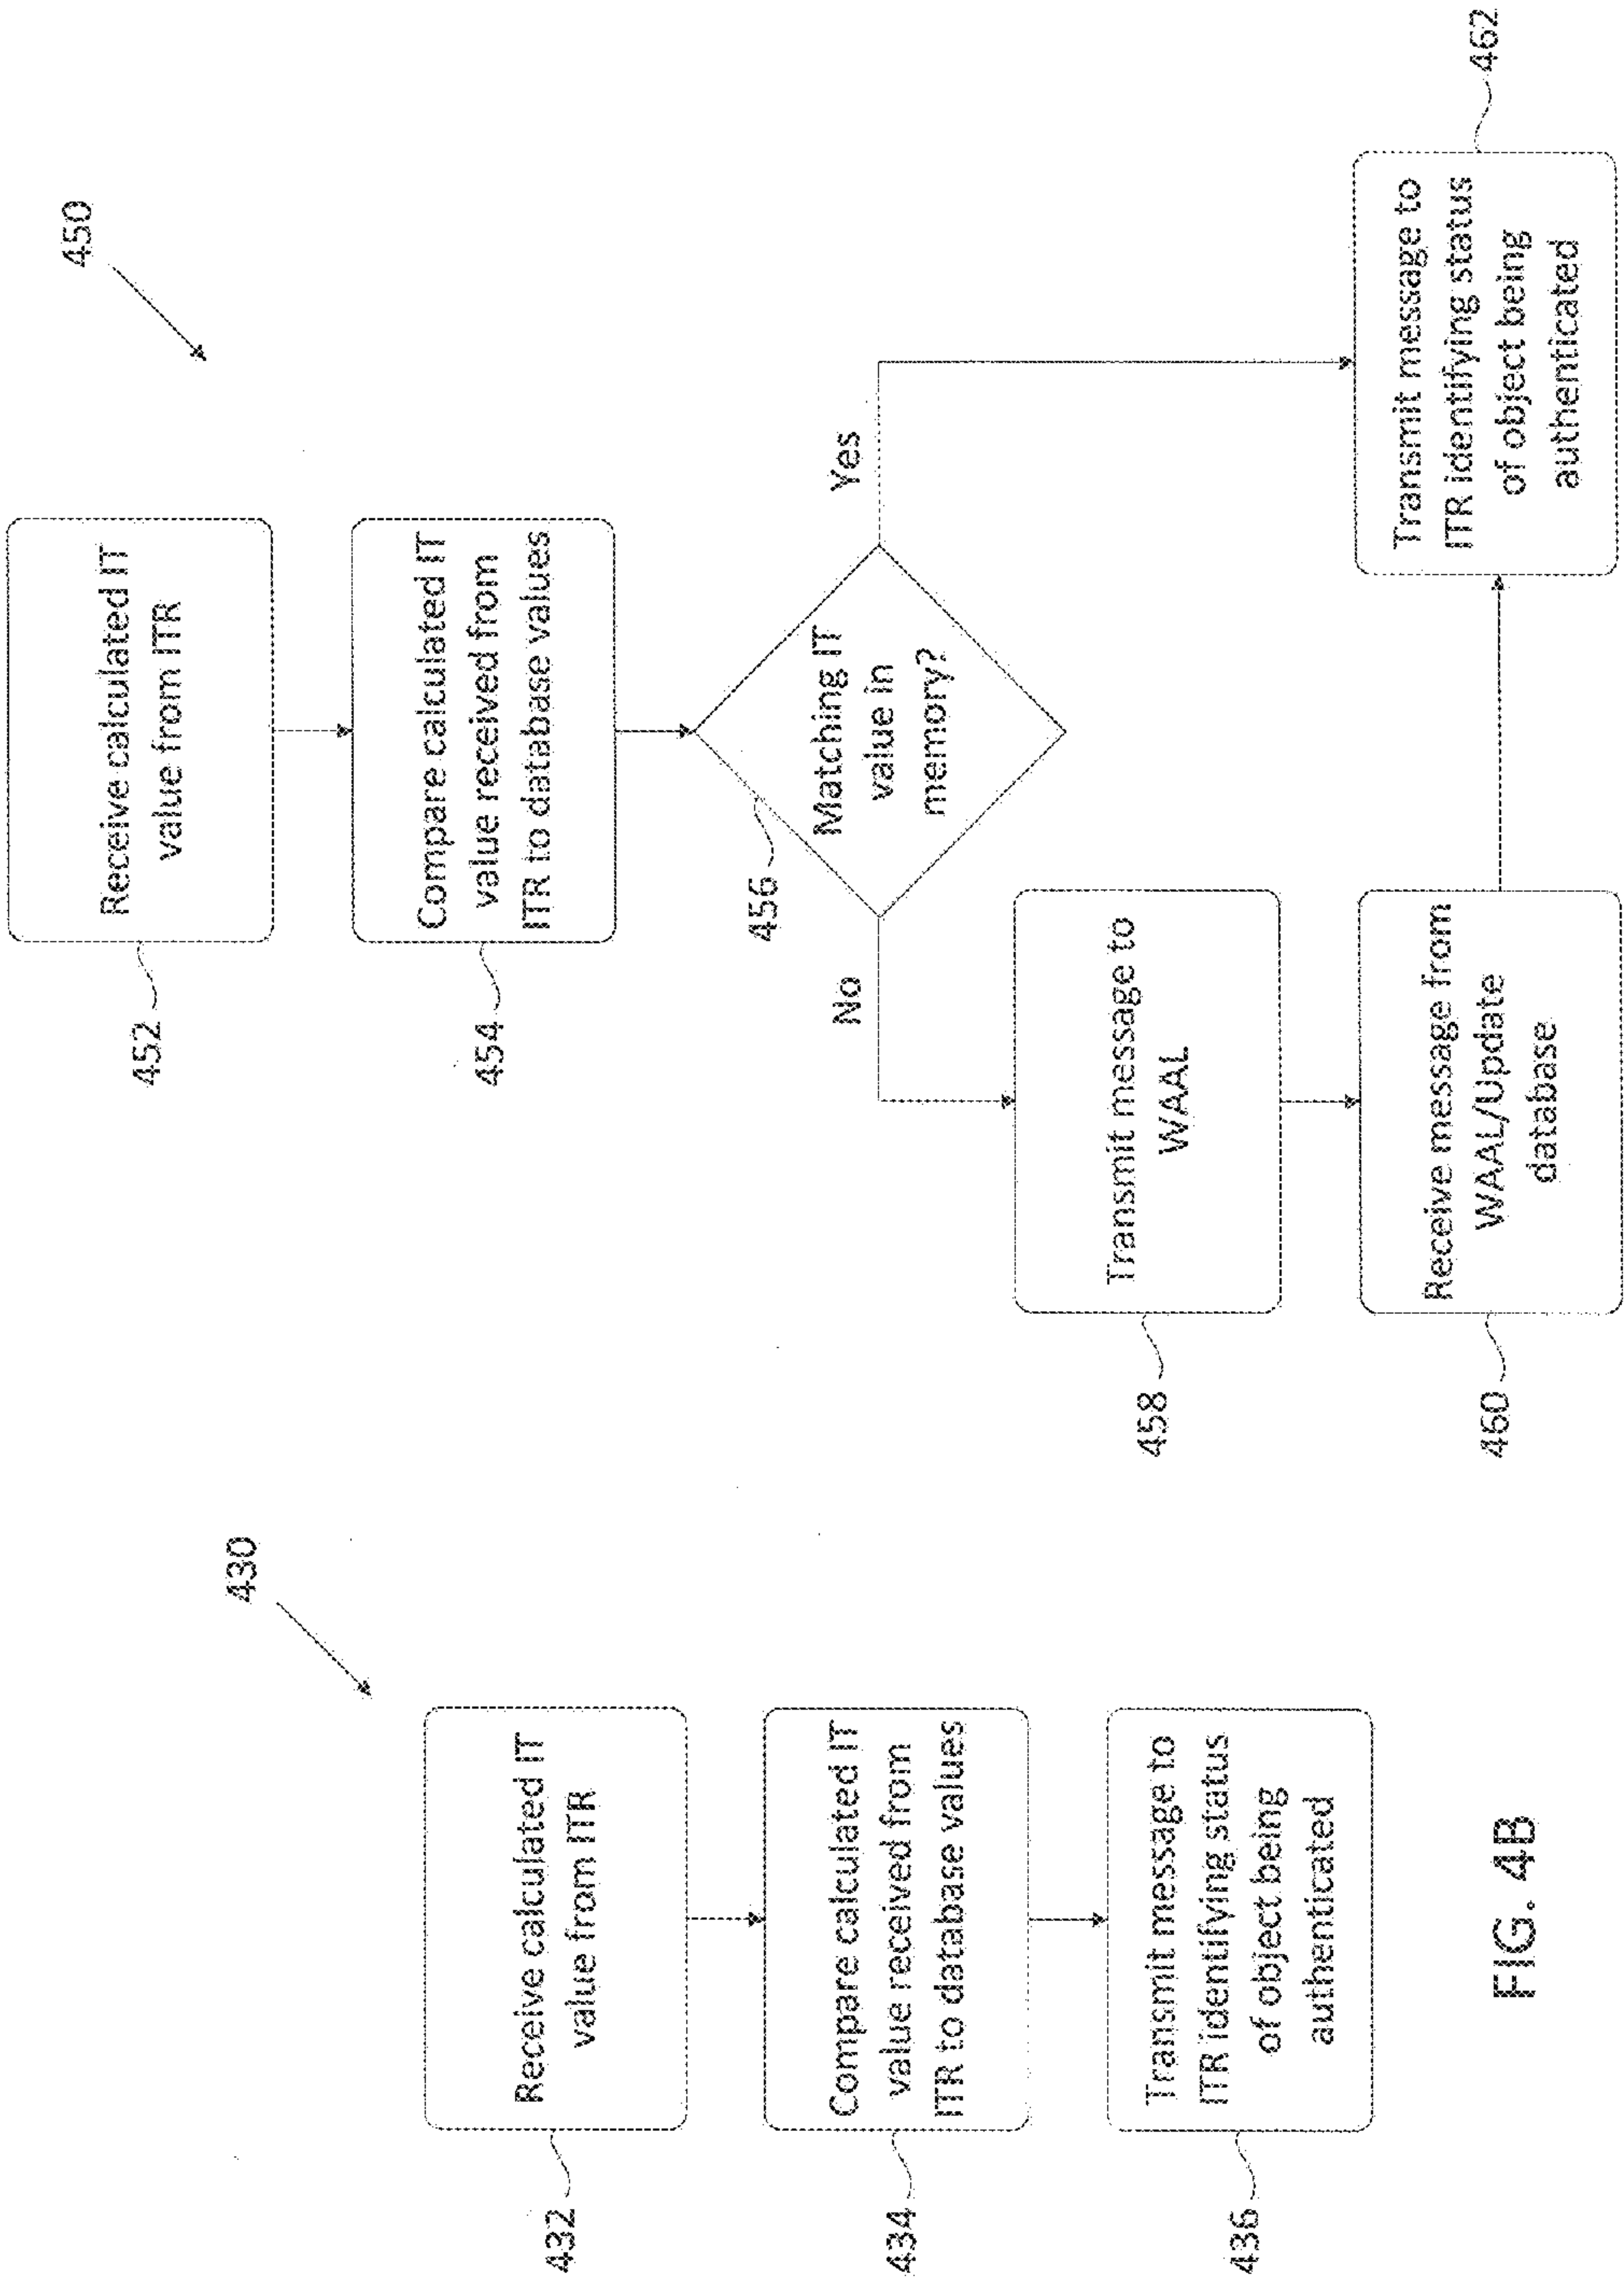 430
432
Receive calculated IT
value from ITR
434
Compare calculated IT
value received from
ITR to database values
436
Transmit message to
ITR identifying status
of object being
authenticated
FIG. 4B
450
452
Receive calculated IT
value from ITR
454
Compare calculated IT
value received from
ITR to database values
456
Matching IT
value in
memory?
No
Yes
458
Transmit message to
WAAL
460
Receive message from
WAAL/Update
database
462
Transmit message to
ITR identifying status
of object being
authenticated